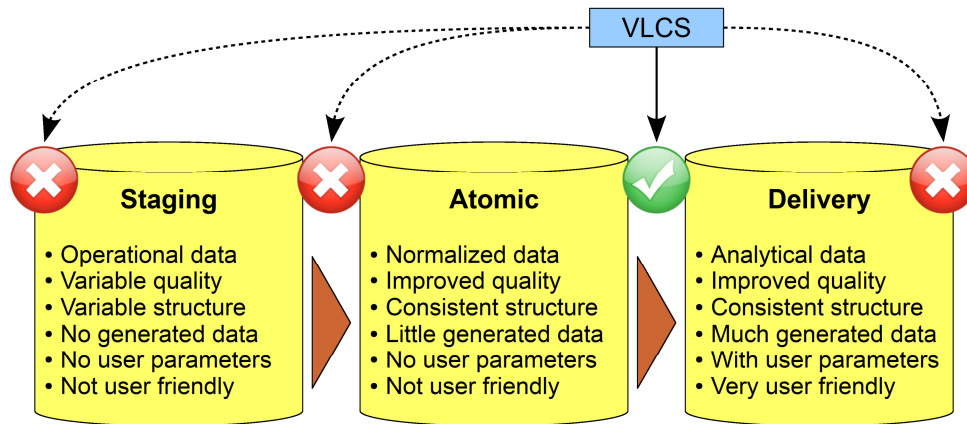 VLCS
Staging
• Operational data
• Variable quality
• Variable structure
• No generated data
• No user parameters
• Not user friendly
Atomic
• Normalized data
• Improved quality
• Consistent structure
• Little generated data
• No user parameters
• Not user friendly
Delivery
• Analytical data
• Improved quality
• Consistent structure
• Much generated data
• With user parameters
• Very user friendly